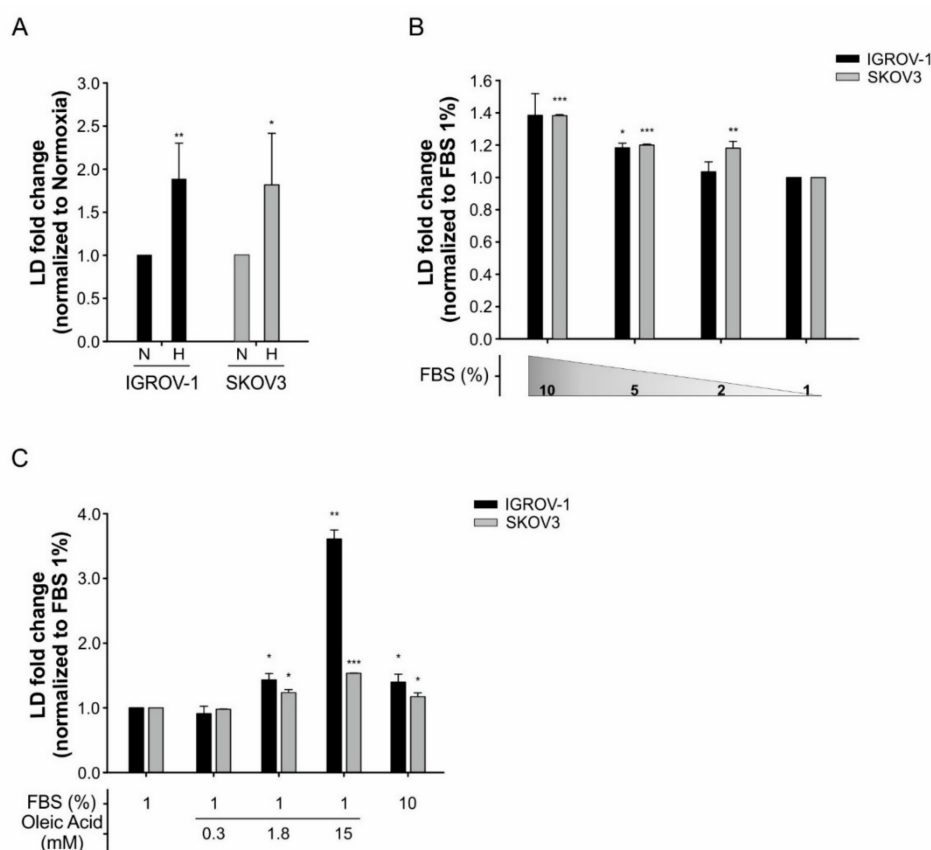 A
LD fold change
(normalized to Normoxia)
3.0
2.5
2.0
1.5
1.0
0.5
0.0
**
*
N H N H
IGROV-1 SKOV3
B
IGROV-1
SKOV3
LD fold change
(normalized to FBS 1%)
1.6
1.4
1.2
1.0
0.8
0.6
0.4
0.2
0.0
***
* ***
**
FBS (%)
10 5 2 1
C
IGROV-1
SKOV3
LD fold change
(normalized to FBS 1%)
4.0
3.0
2.0
1.0
0.0
* *
** ***
* *
FBS (%) 1 1 1 1 10
Oleic Acid 0.3 1.8 15
(mM)